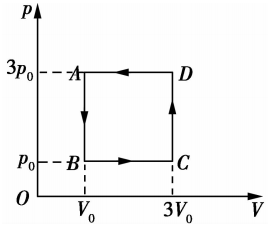 p
3p₀ A D
p₀ B C
O V₀ 3V₀ V